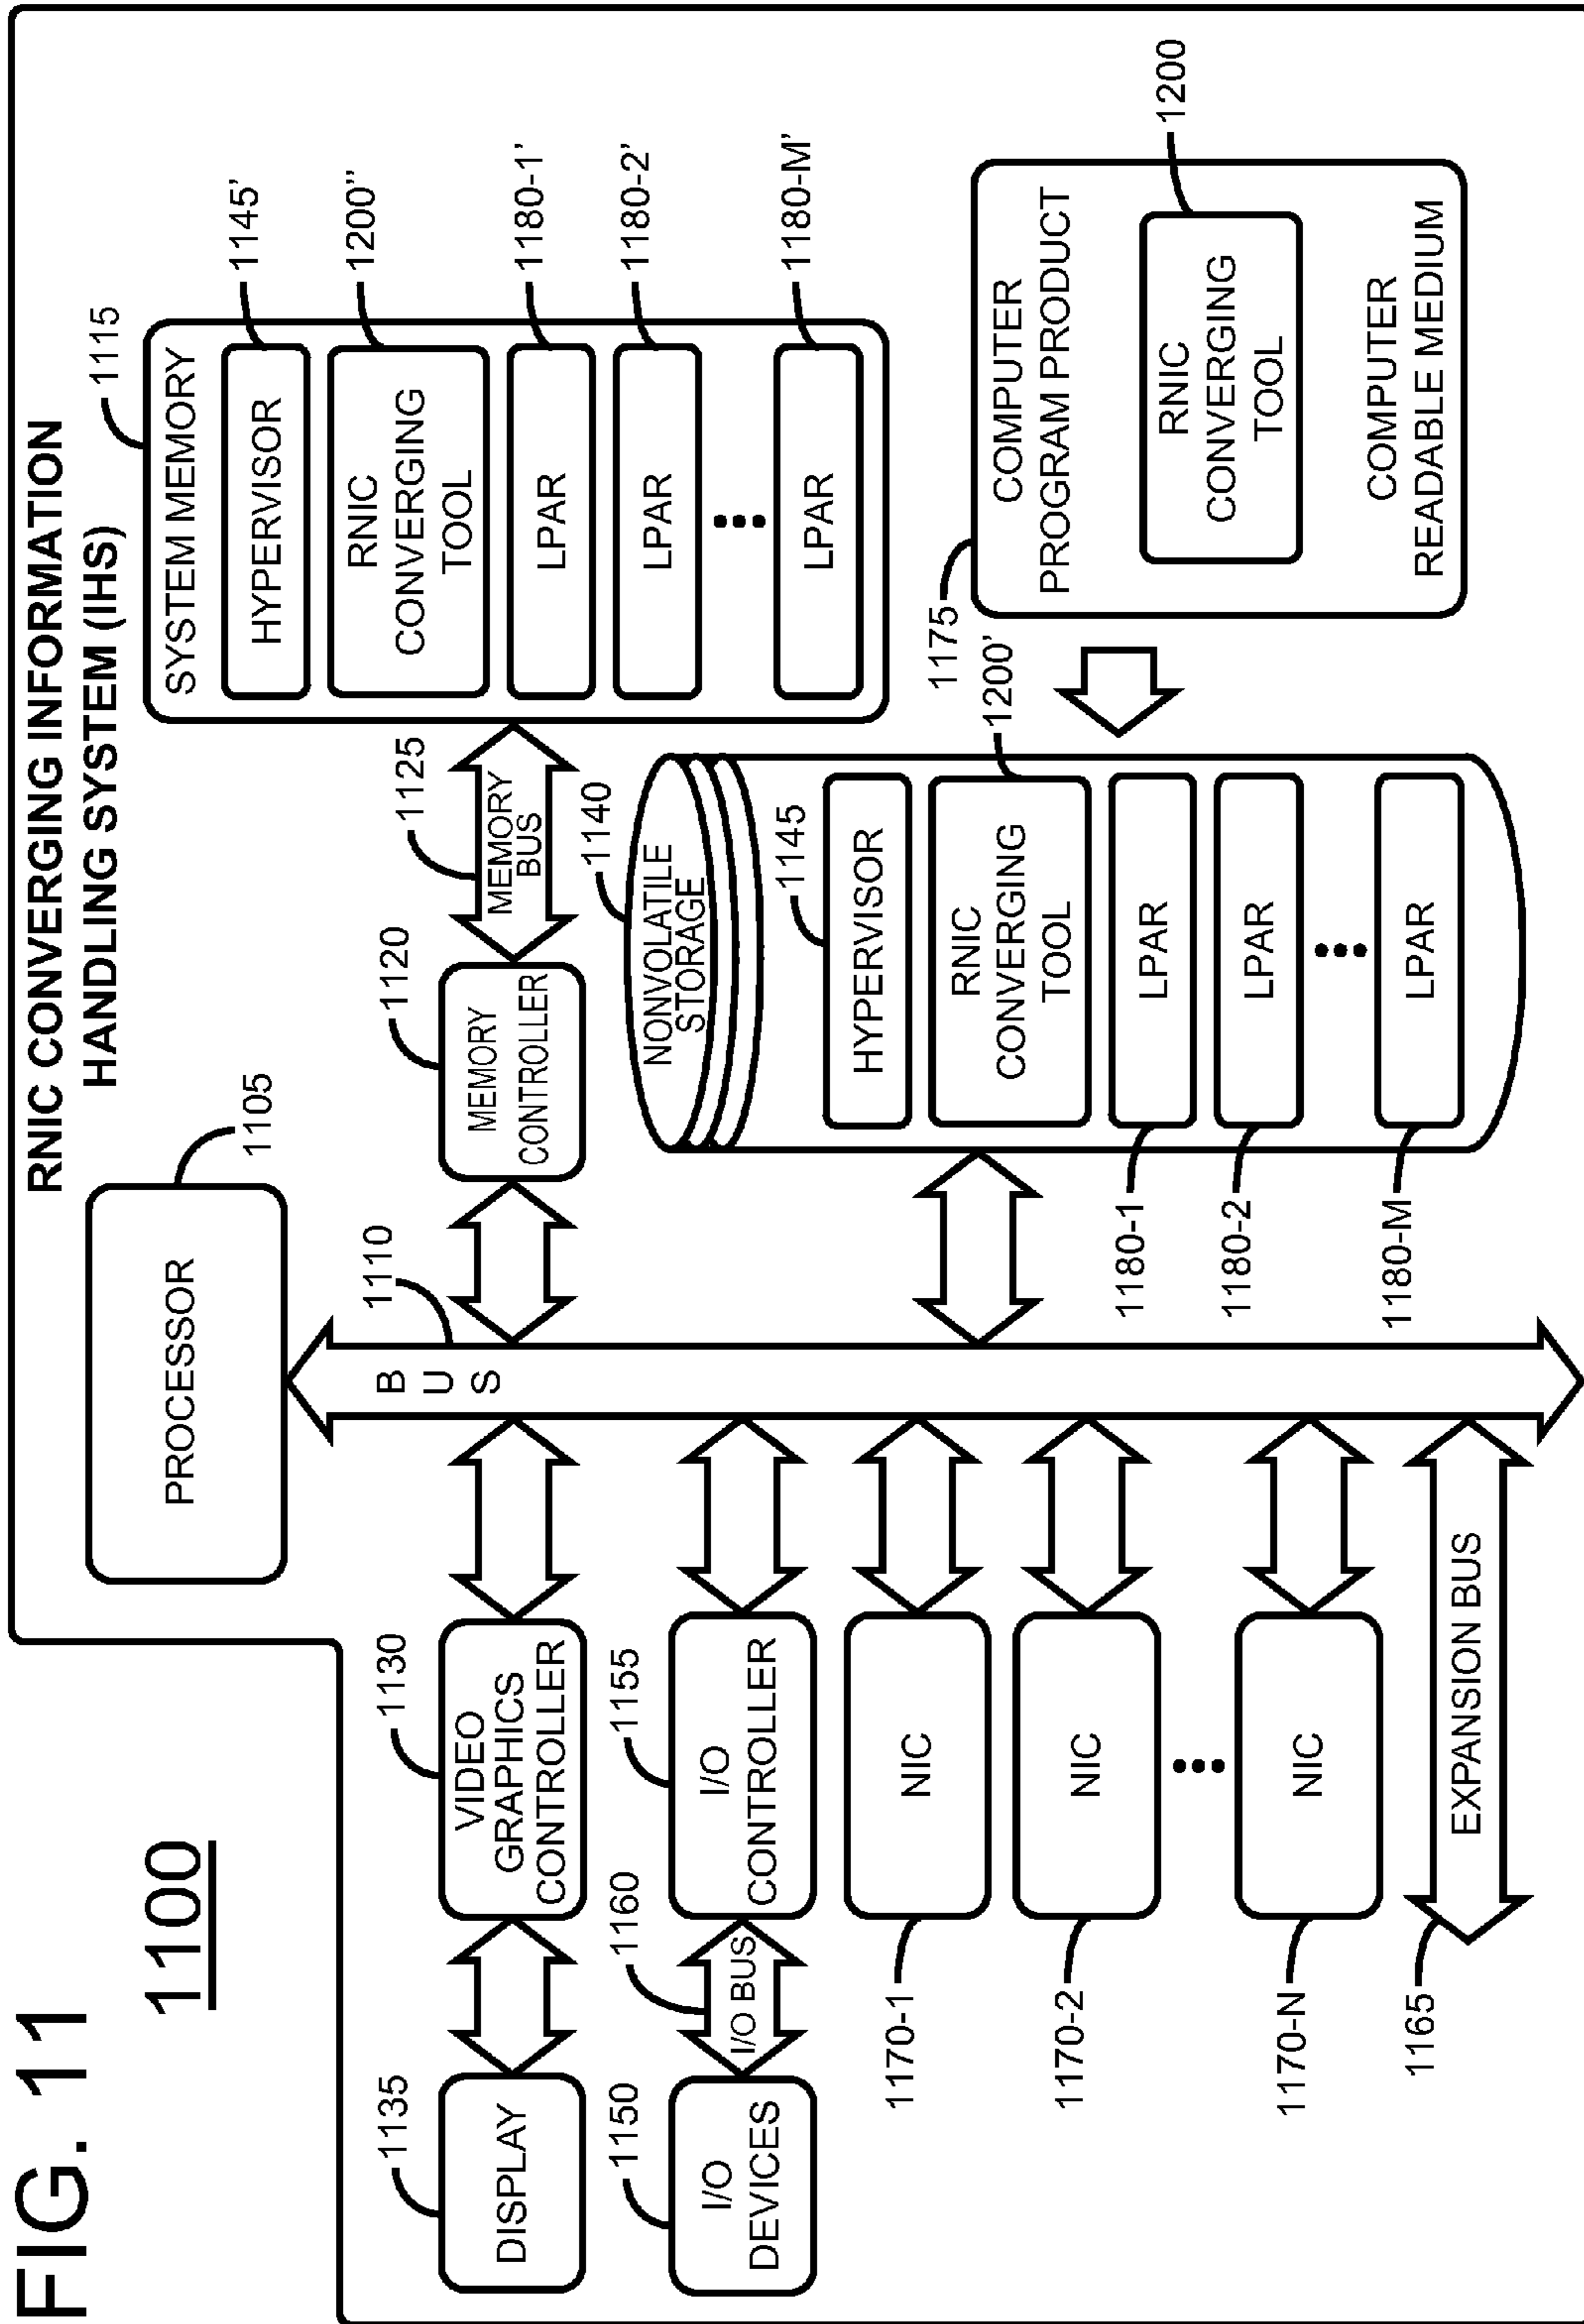 FIG. 11
1100
RNIC CONVERGING INFORMATION
HANDLING SYSTEM (IHS)
PROCESSOR
1105
1110
B
U
S
1115
SYSTEM MEMORY
HYPERVISOR
1145'
RNIC
CONVERGING
TOOL
1200"
LPAR
1180-1'
LPAR
1180-2'
LPAR
1180-M'
1120
MEMORY
CONTROLLER
1125
MEMORY
BUS
1130
VIDEO
GRAPHICS
CONTROLLER
1135
DISPLAY
1140
NONVOLATILE
STORAGE
1145
HYPERVISOR
RNIC
CONVERGING
TOOL
1200'
LPAR
1180-1
LPAR
1180-2
LPAR
1180-M
1175
COMPUTER
PROGRAM PRODUCT
RNIC
CONVERGING
TOOL
1200
COMPUTER
READABLE MEDIUM
1150
I/O
DEVICES
1160
I/O BUS
1155
I/O
CONTROLLER
1170-1
NIC
1170-2
NIC
1170-N
NIC
1165
EXPANSION BUS